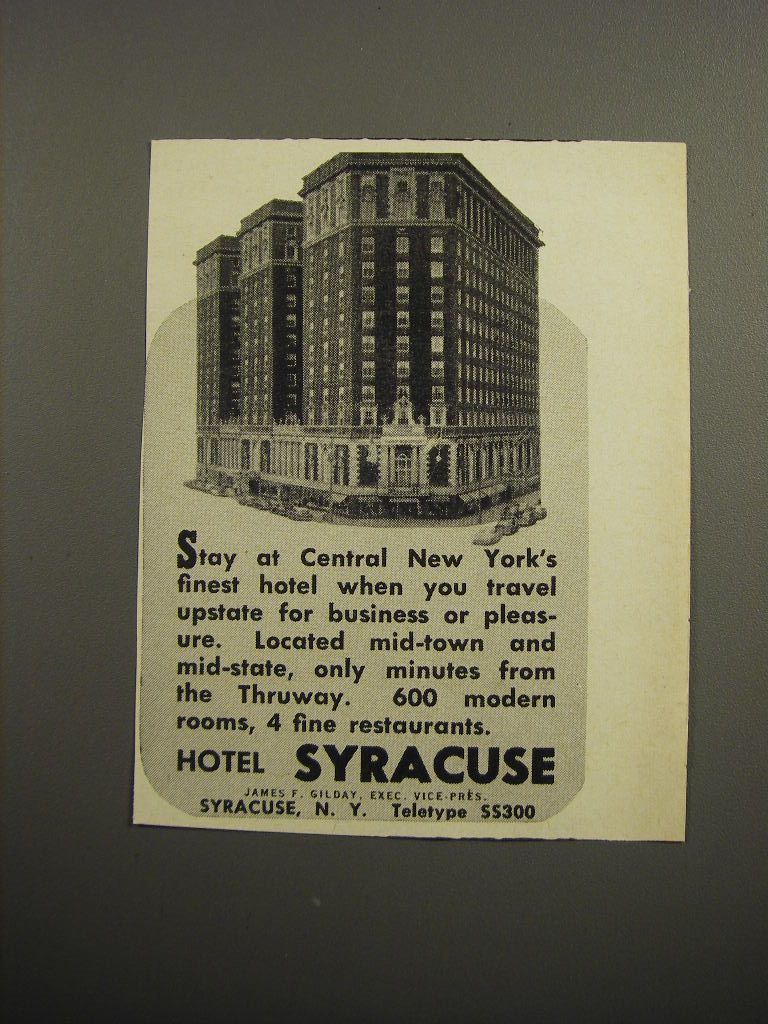 Stay at Central New York's
finest hotel when you travel
upstate for business or pleas-
ure. Located mid-town and
mid-state, only minutes from
the Thruway. 600 modern
rooms, 4 fine restaurants.
HOTEL SYRACUSE
JAMES F. GILDAY, EXEC. VICE-PRES.
SYRACUSE, N. Y. Teletype SS300